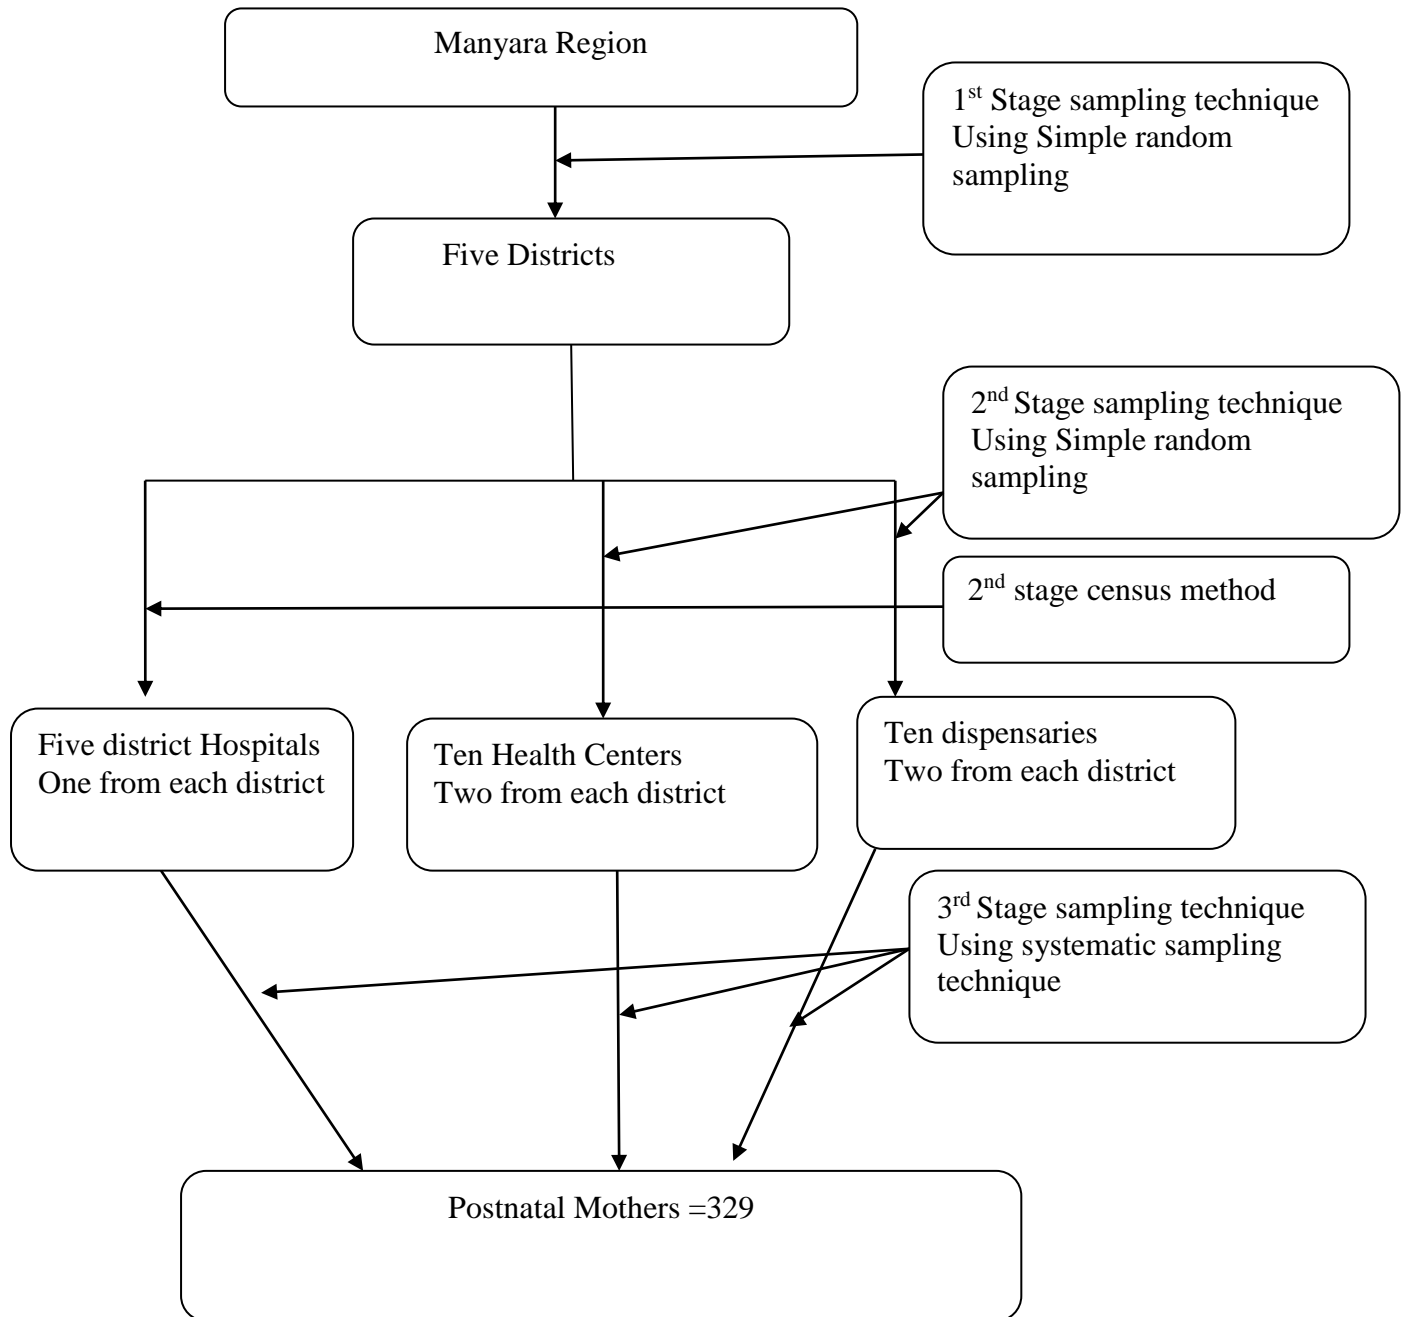 Manyara Region
1st Stage sampling technique
Using Simple random
sampling
Five Districts
2nd Stage sampling technique
Using Simple random
sampling
2nd stage census method
Five district Hospitals
One from each district
Ten Health Centers
Two from each district
Ten dispensaries
Two from each district
3rd Stage sampling technique
Using systematic sampling
technique
Postnatal Mothers =329